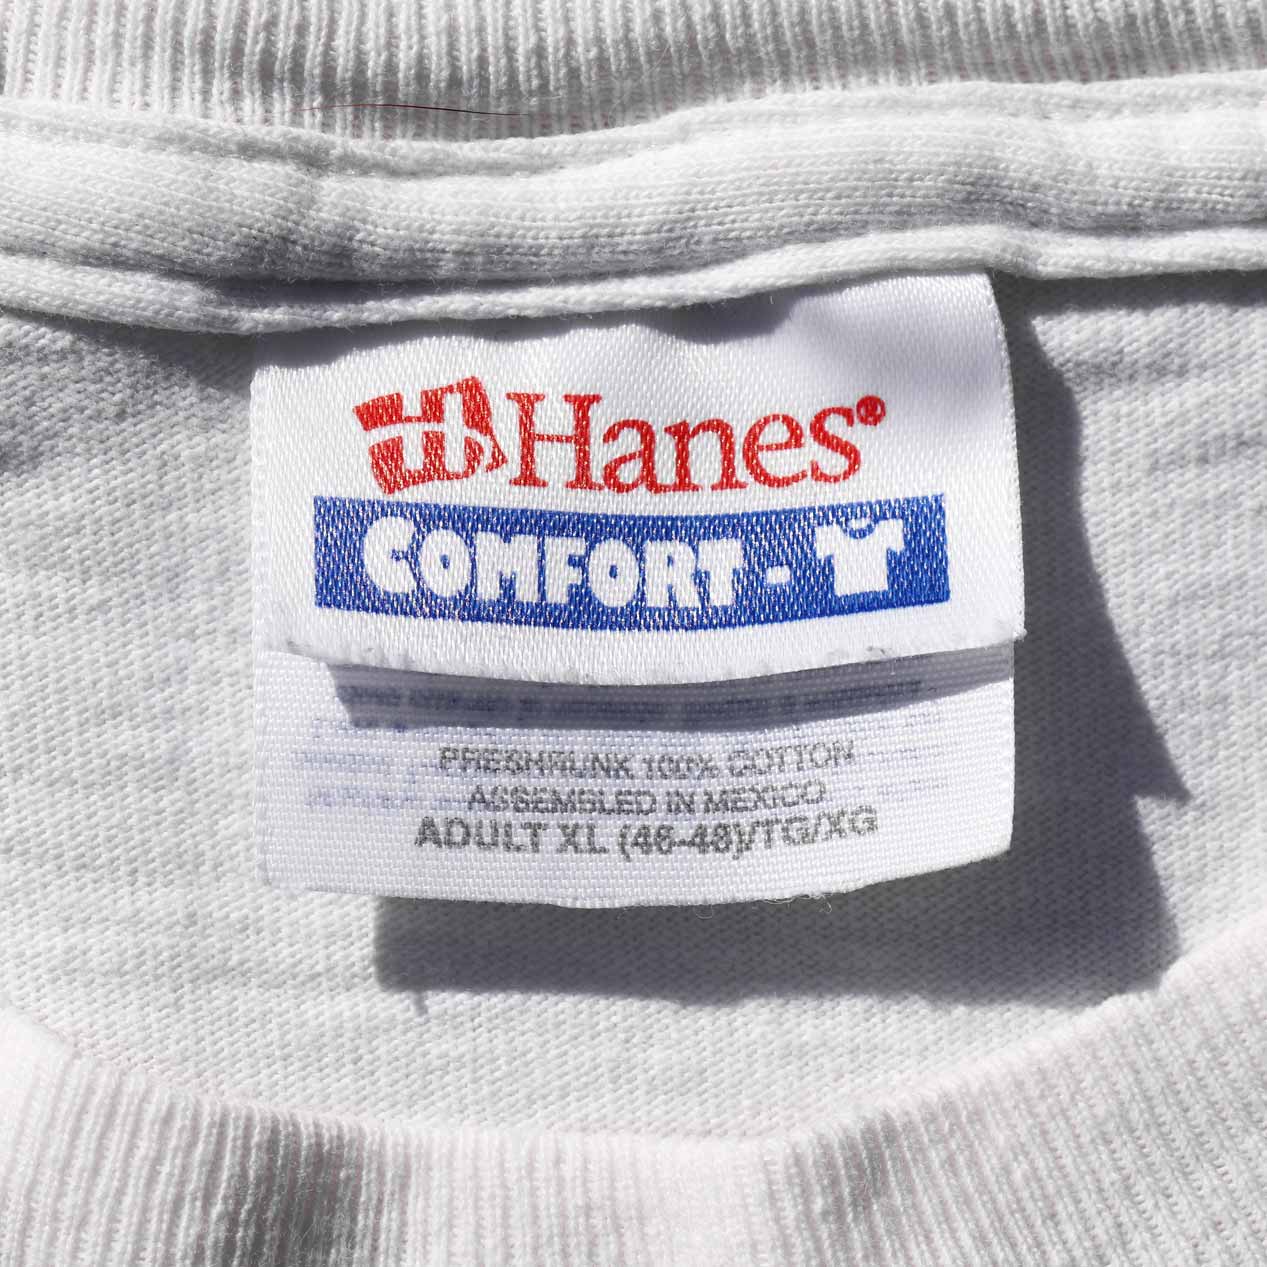 Hanes®
COMFORT-
PRESHRUNK 100% COTTON
ASSEMBLED IN MEXICO
ADULT XL (46-48)/TG/XG